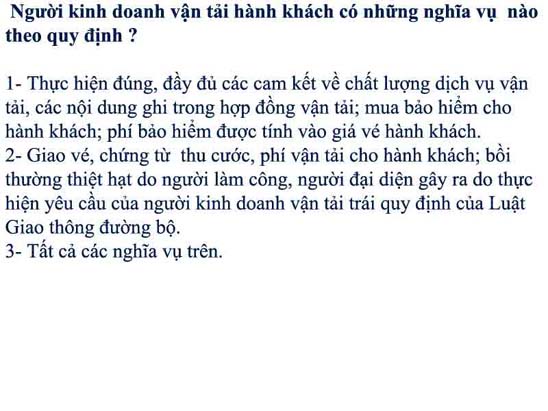 Người kinh doanh vận tải hành khách có những nghĩa vụ nào
theo quy định ?
1- Thực hiện đúng, đầy đủ các cam kết về chất lượng dịch vụ vận
tải, các nội dung ghi trong hợp đồng vận tải; mua bảo hiểm cho
hành khách; phí bảo hiểm được tính vào giá vé hành khách.
2- Giao vé, chứng từ thu cước, phí vận tải cho hành khách; bồi
thường thiệt hạt do người làm công, người đại diện gây ra do thực
hiện yêu cầu của người kinh doanh vận tải trái quy định của Luật
Giao thông đường bộ.
3- Tất cả các nghĩa vụ trên.